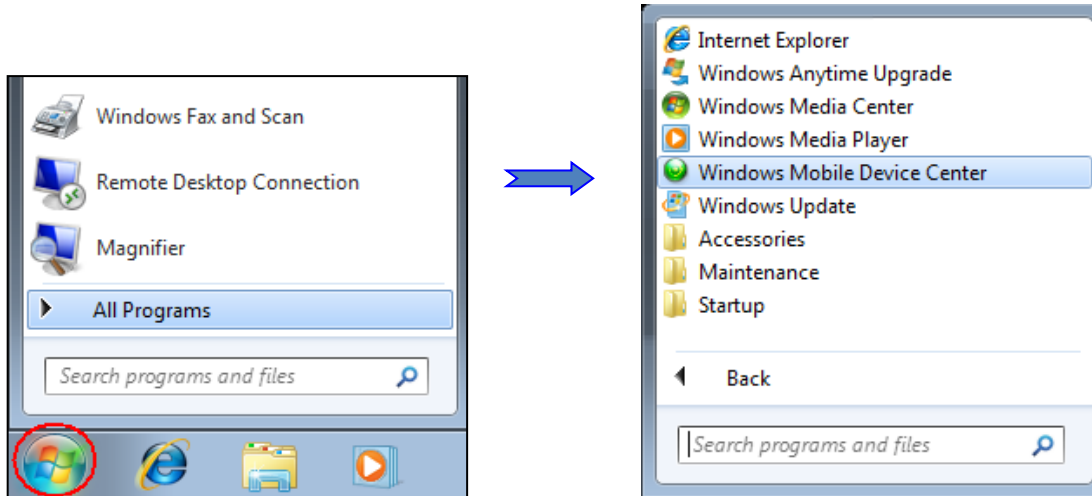 Windows Fax and Scan
Remote Desktop Connection
Magnifier
All Programs
Search programs and files
Internet Explorer
Windows Anytime Upgrade
Windows Media Center
Windows Media Player
Windows Mobile Device Center
Windows Update
Accessories
Maintenance
Startup
Back
Search programs and files